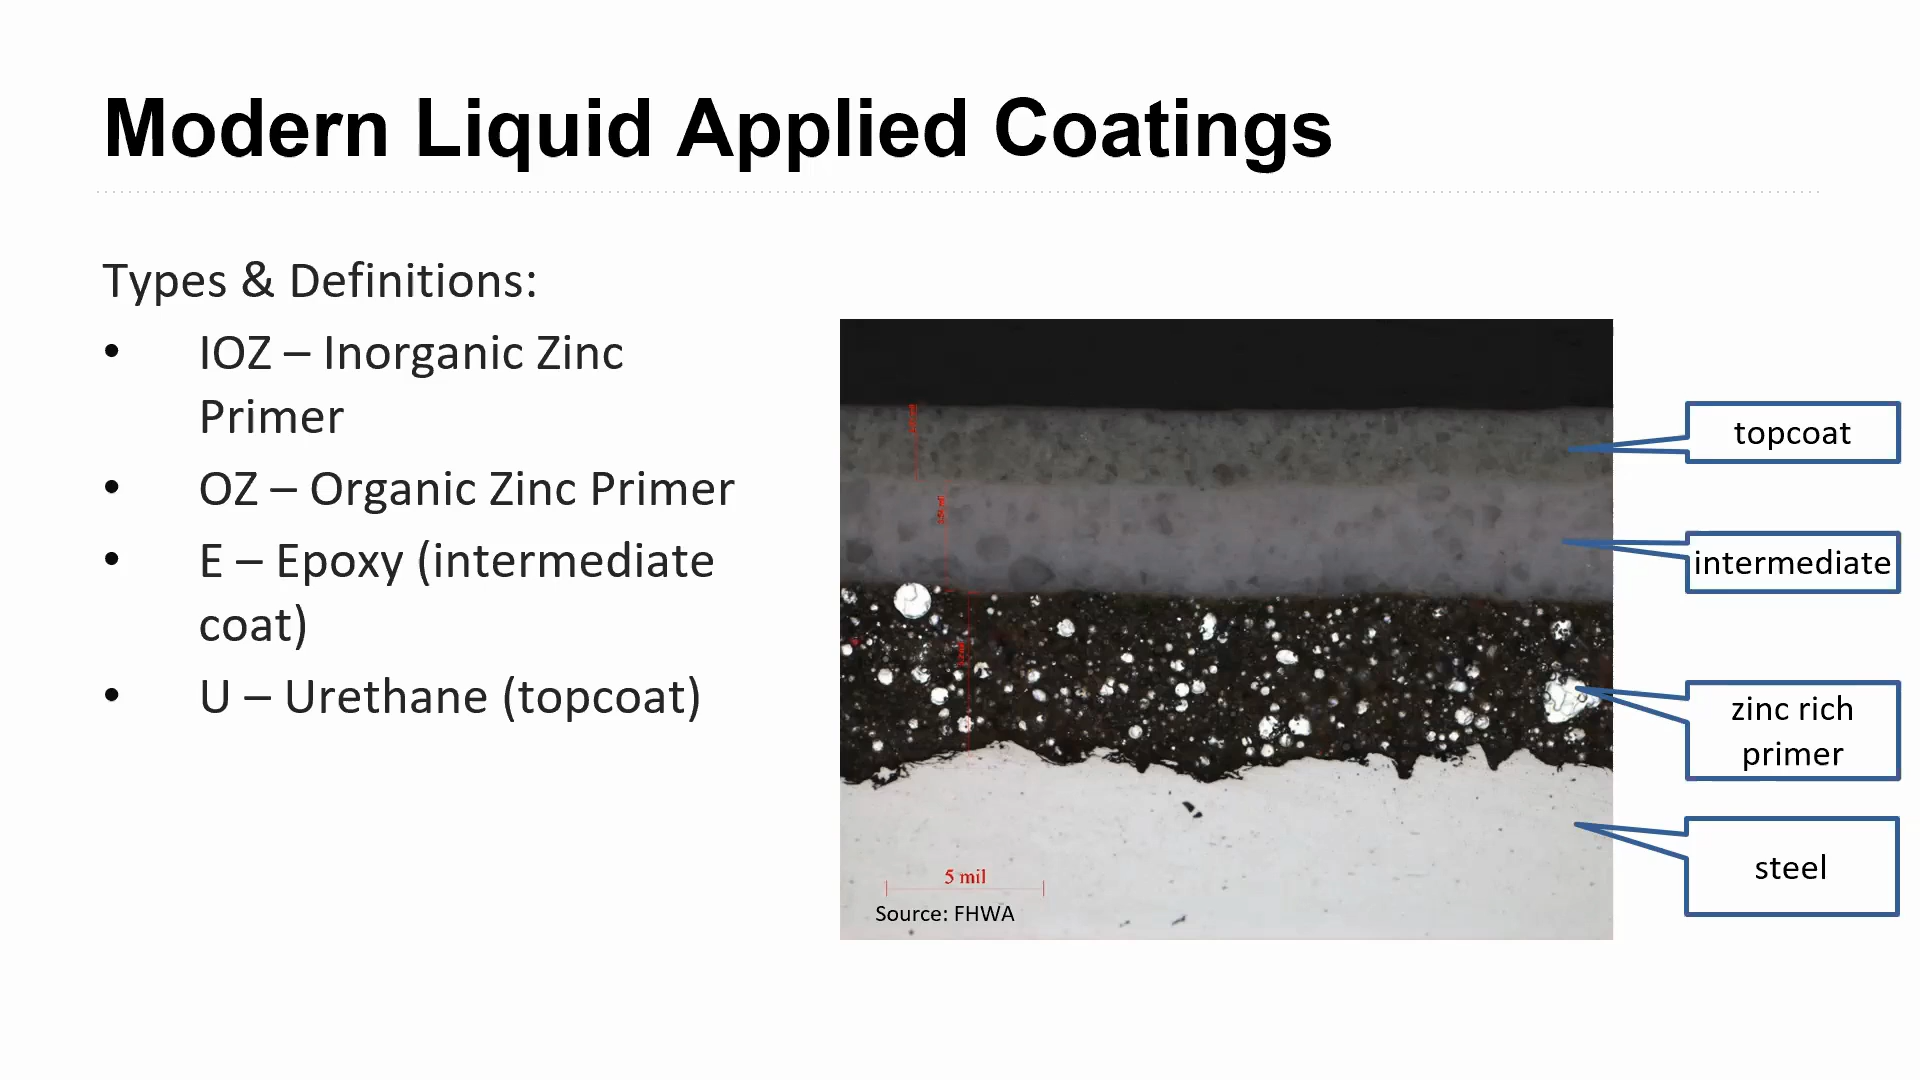 Modern Liquid Applied Coatings
Types & Definitions:
• IOZ – Inorganic Zinc
Primer
• OZ – Organic Zinc Primer
• E – Epoxy (intermediate
coat)
• U – Urethane (topcoat)
topcoat
intermediate
zinc rich
primer
steel
5 mil
Source: FHWA